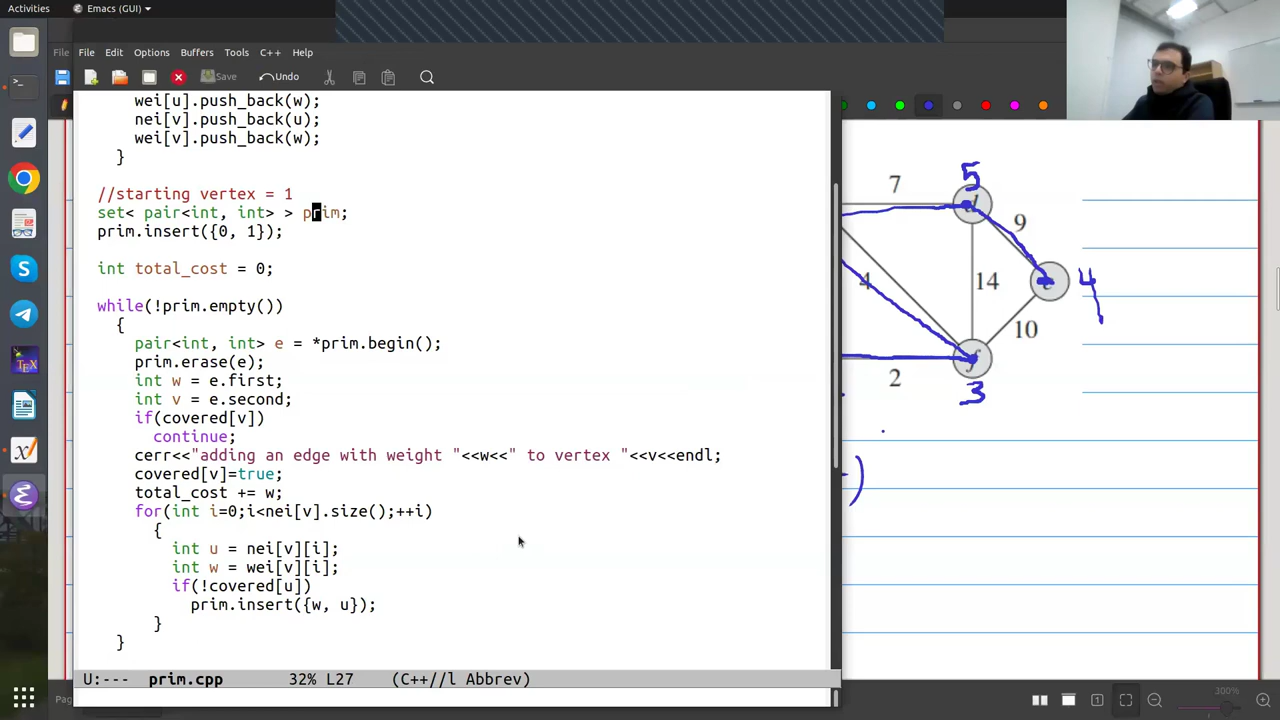 Activities
Emacs (GUI)
File
File Edit Options Buffers Tools C++ Help
Save Undo
wei[u].push_back(w);
nei[v].push_back(u);
wei[v].push_back(w);
}
//starting vertex = 1
set< pair<int, int> > prim;
prim.insert({0, 1});
int total_cost = 0;
while(!prim.empty())
{
pair<int, int> e = *prim.begin();
prim.erase(e);
int w = e.first;
int v = e.second;
if(covered[v])
continue;
cerr<<"adding an edge with weight "<<w<<" to vertex "<<v<<endl;
covered[v]=true;
total_cost += w;
for(int i=0;i<nei[v].size();++i)
{
int u = nei[v][i];
int w = wei[v][i];
if(!covered[u])
prim.insert({w, u});
}
}
U:--- prim.cpp 32% L27 (C++//l Abbrev)
5
7
d
9
4
14
e
4
10
f
2
3
)
300%